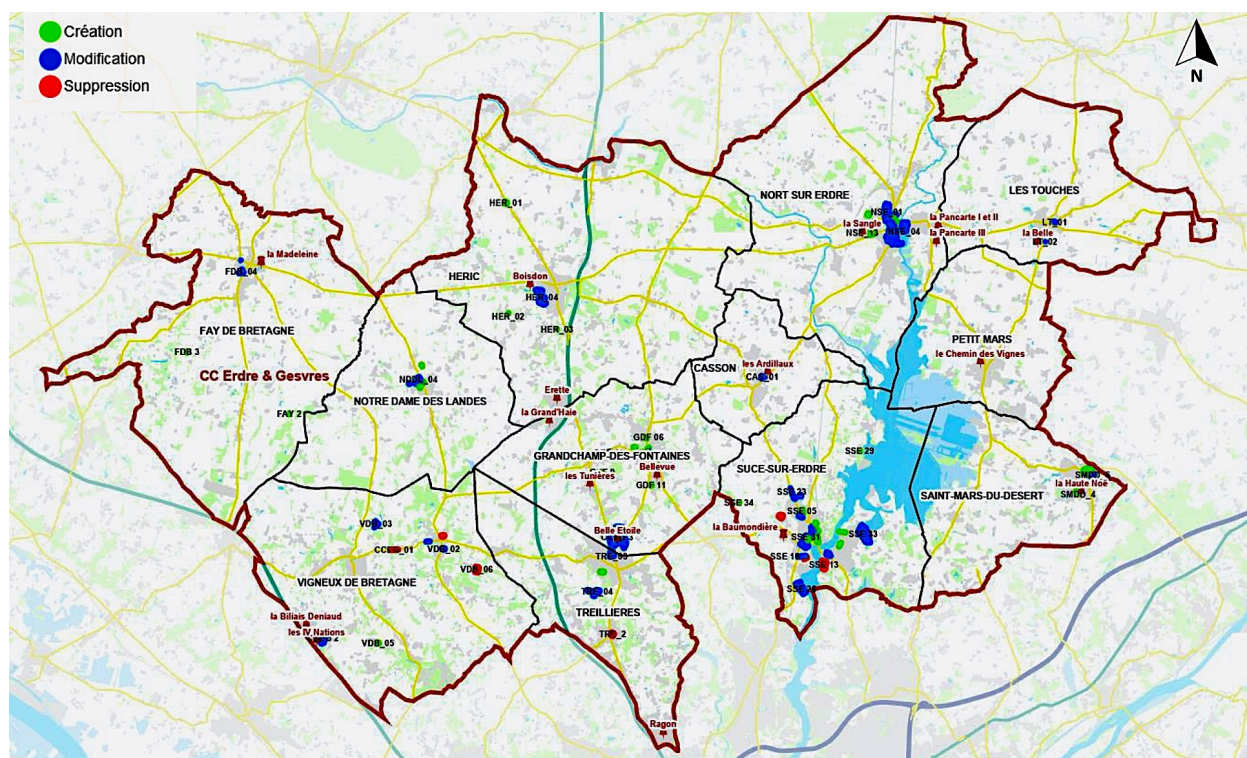 Création
Modification
Suppression
N
NORT SUR ERDRE
LES TOUCHES
HER_01
NSE_01
la Pancarte I et II
LT_01
la Sangle
NSE_13
NSE_04
la Pancarte III
la Belle
la Madeleine
FDB_04
HERIC
Boisdon
HER_04
HER_02
HER_03
FAY DE BRETAGNE
FDB 3
PETIT MARS
le Chemin des Vignes
CC Erdre & Gesvres
CASSON
les Ardillaux
NOTRE DAME DES LANDES
Erette
la Grand'Haie
FAY 2
GDF 06
SSE 29
GRANDCHAMP-DES-FONTAINES
Bellevue
les Tunières
GDF 11
SUCE-SUR-ERDRE
SSE 23
SAINT-MARS-DU-DESERT
la Haute Noë
SMDD_4
SSE 34
SSE 05
la Baumondière
SSE 31
VDB_03
Belle Etoile
VDB_02
VDB_06
VIGNEUX DE BRETAGNE
TRE_04
TREILLIERES
la Biliais Deniaud
les IV Nations
VDB_05
Ragon